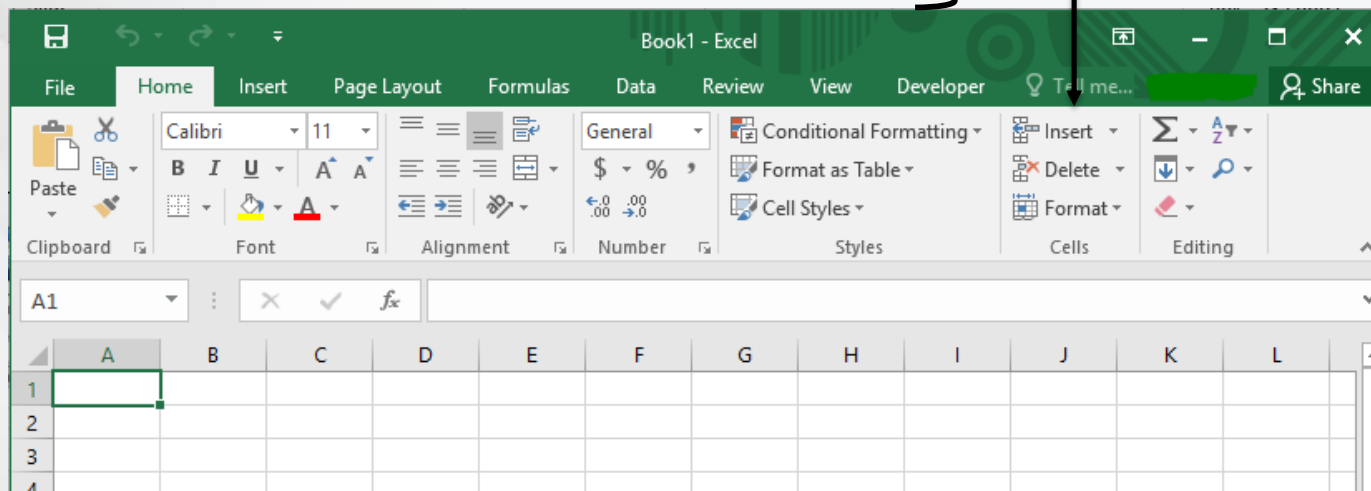 Book1 - Excel
File Home Insert Page Layout Formulas Data Review View Developer Tell me... Share
Calibri 11 General Conditional Formatting Insert
Paste B I U A A $ % , Format as Table Delete
A Cell Styles Format
Clipboard Font Alignment Number Styles Cells Editing
A1 fx
A B C D E F G H I J K L
1
2
3
4